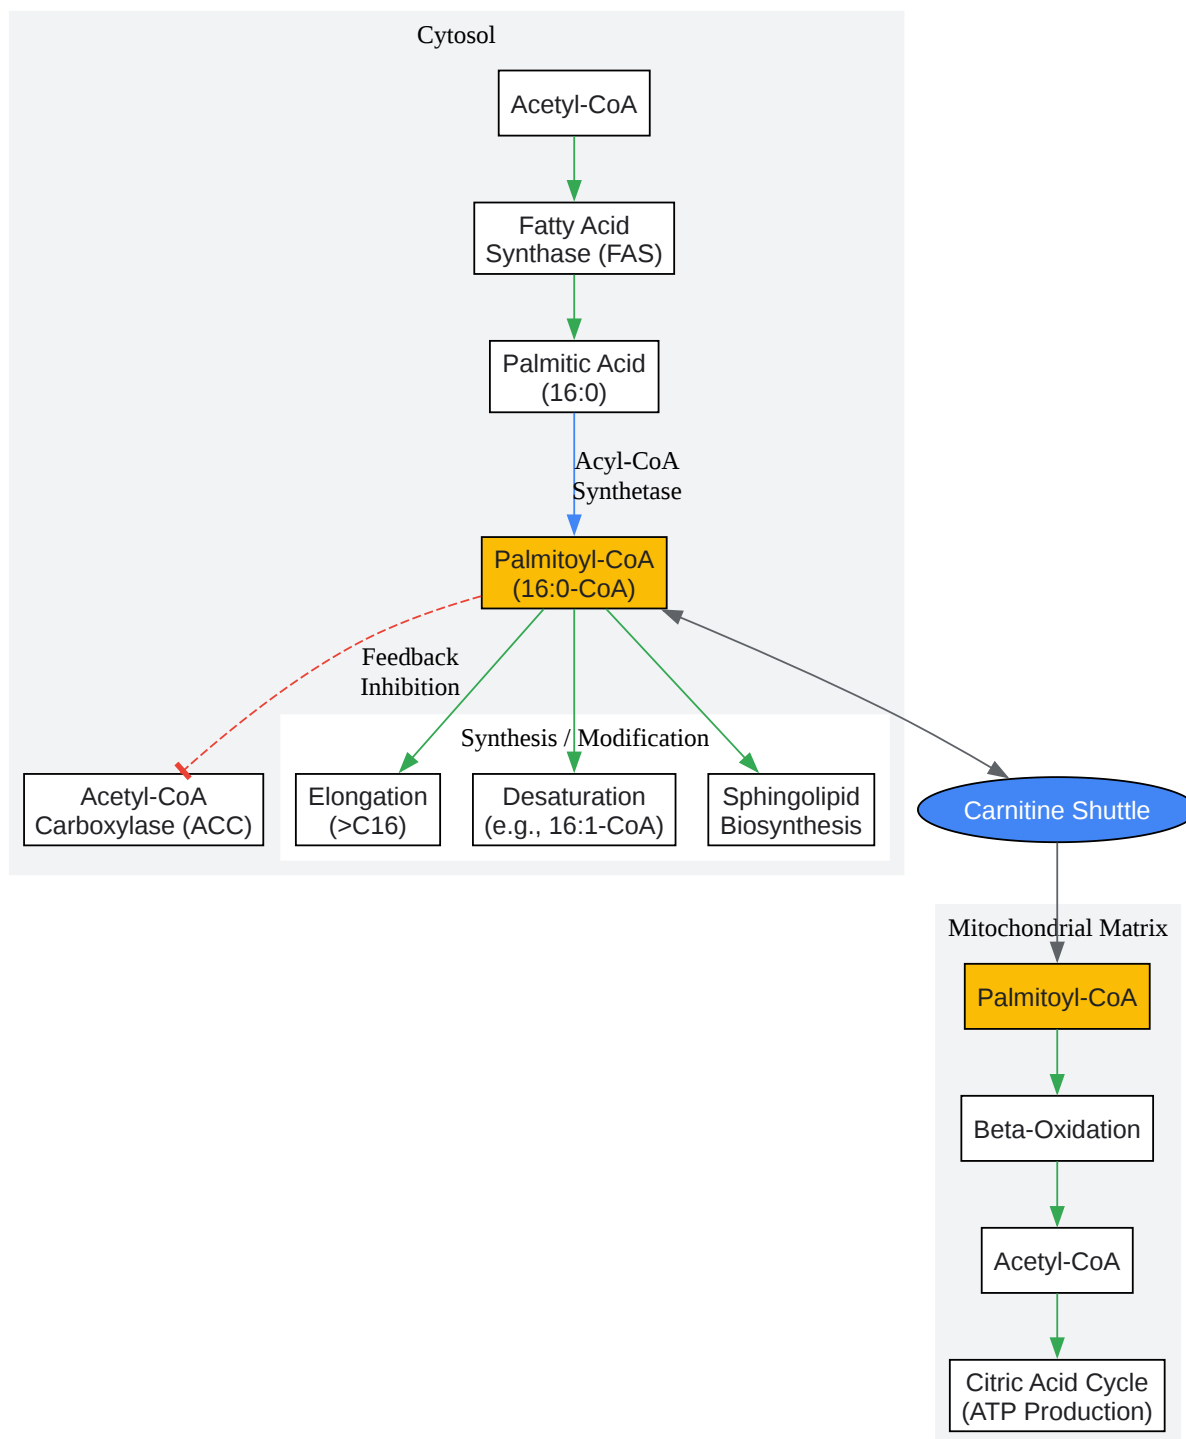 Cytosol
Acetyl-CoA
Fatty Acid
Synthase (FAS)
Palmitic Acid
(16:0)
Acyl-CoA
Synthetase
Palmitoyl-CoA
(16:0-CoA)
Feedback
Inhibition
Synthesis / Modification
Acetyl-CoA
Carboxylase (ACC)
Elongation
(>C16)
Desaturation
(e.g., 16:1-CoA)
Sphingolipid
Biosynthesis
Carnitine Shuttle
Mitochondrial Matrix
Palmitoyl-CoA
Beta-Oxidation
Acetyl-CoA
Citric Acid Cycle
(ATP Production)